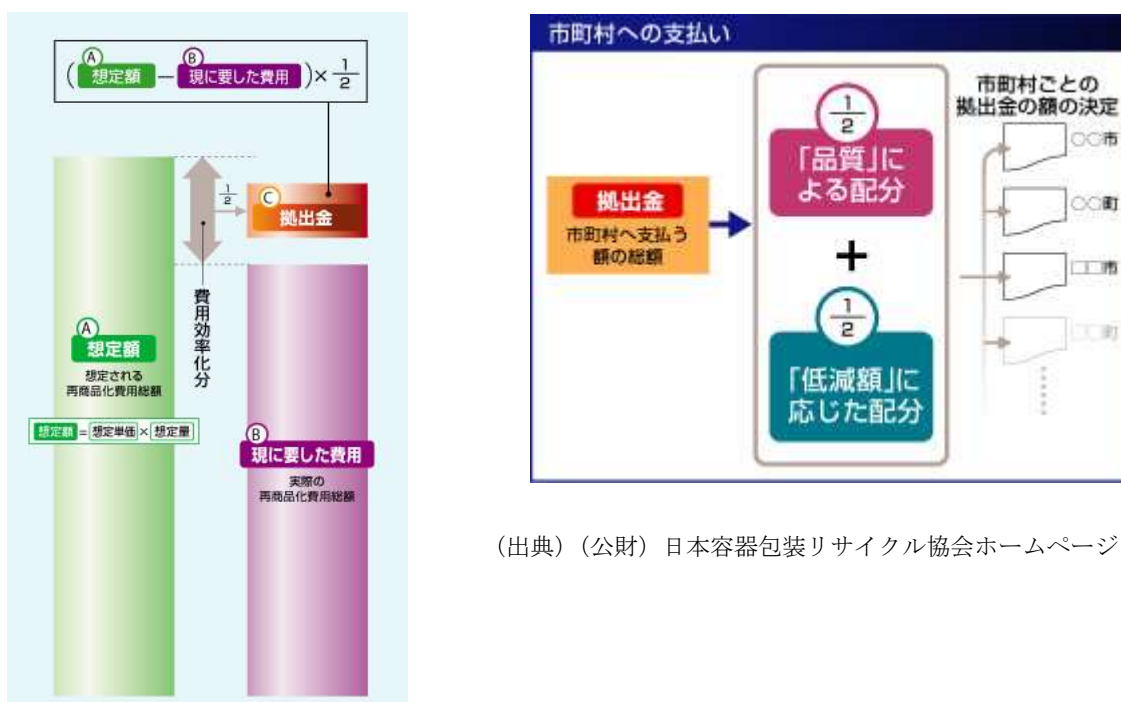 (Ⓐ想定額－Ⓑ現に要した費用)×1/2
1/2
Ⓒ
拠出金
費用効率化分
Ⓐ
想定額
想定される
再商品化費用総額
想定額=想定単価×想定量
Ⓑ
現に要した費用
実際の
再商品化費用総額
市町村への支払い
拠出金
市町村へ支払う
額の総額
1/2
「品質」に
よる配分
+
1/2
「低減額」に
応じた配分
市町村ごとの
拠出金の額の決定
○○市
○○町
□□市
□□町
（出典）（公財）日本容器包装リサイクル協会ホームページ